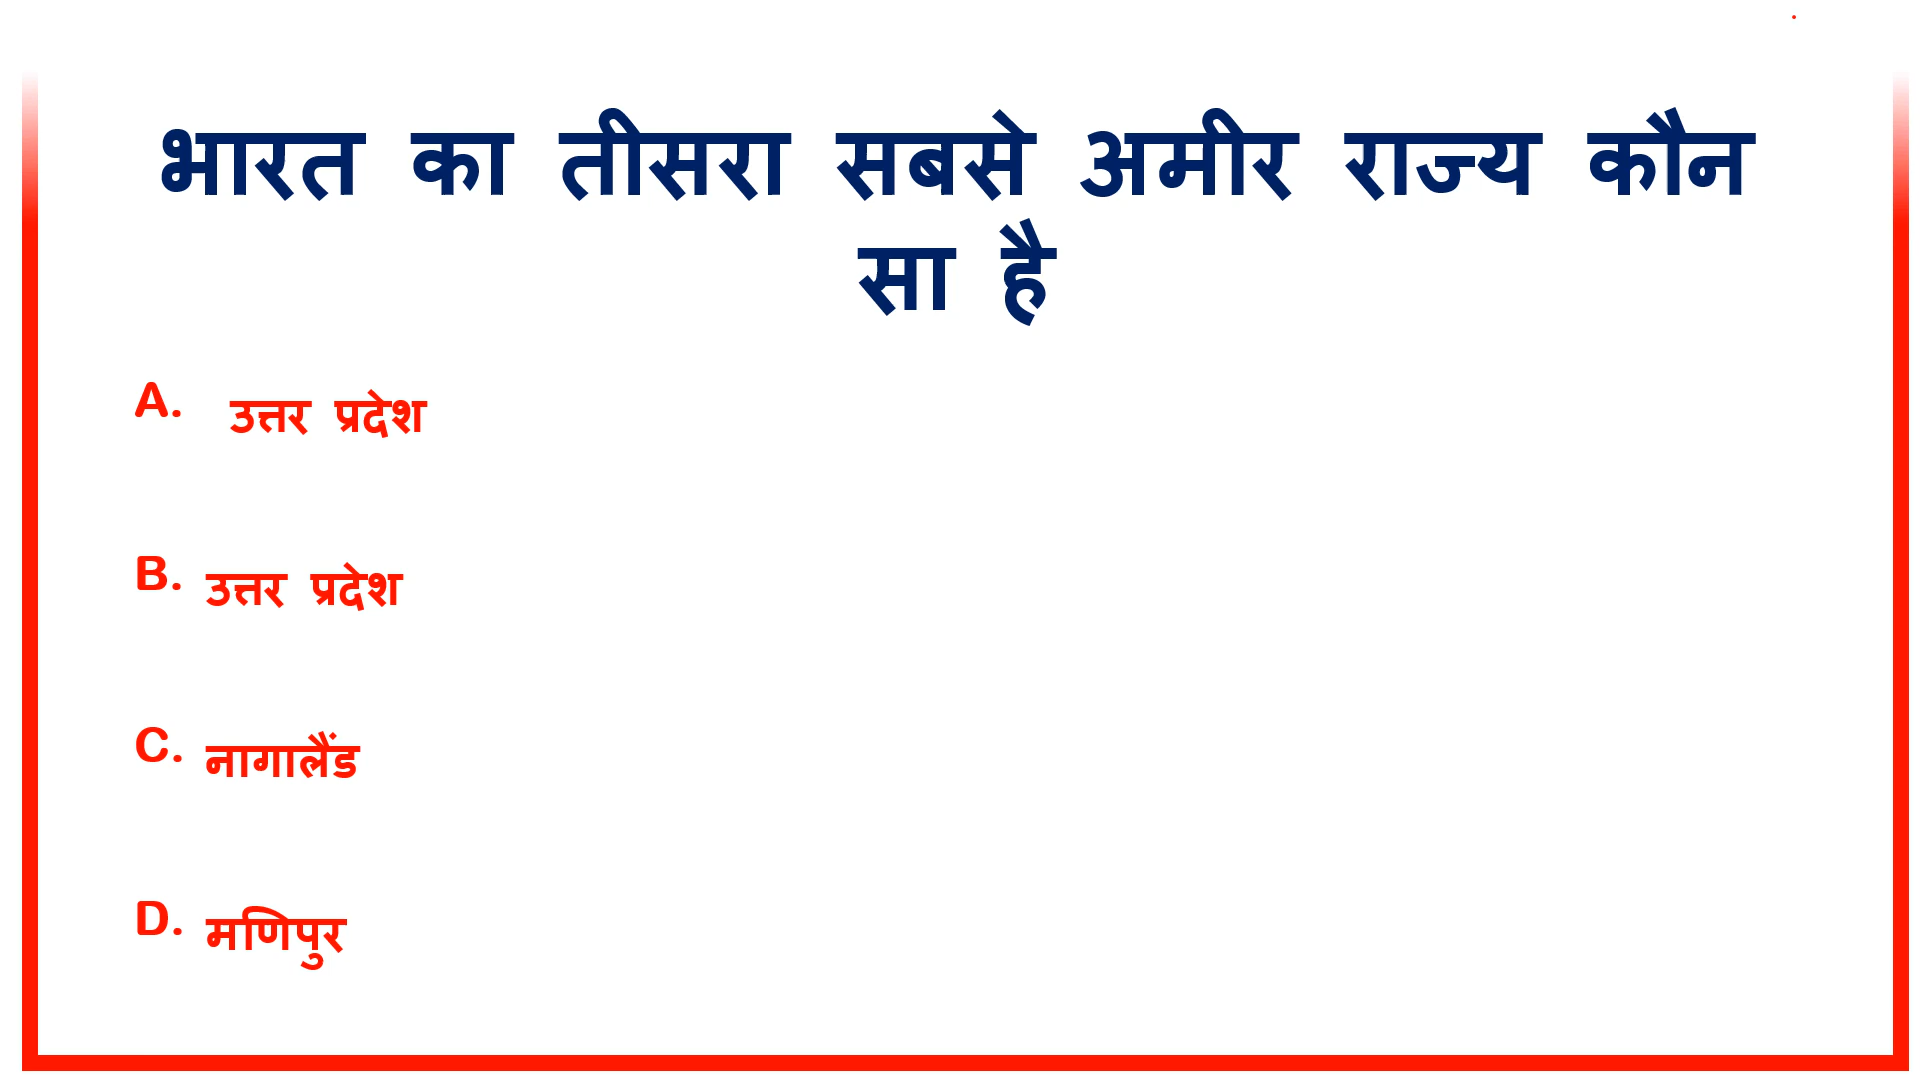 भारत का तीसरा सबसे अमीर राज्य कौन
सा है
A. उत्तर प्रदेश
B. उत्तर प्रदेश
C. नागालैंड
D. मणिपुर